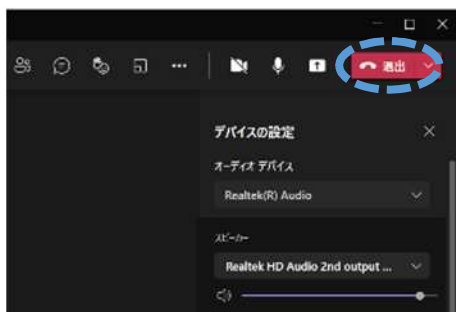 退出
デバイスの設定
オーディオ デバイス
Realtek(R) Audio
スピーカー
Realtek HD Audio 2nd output ...